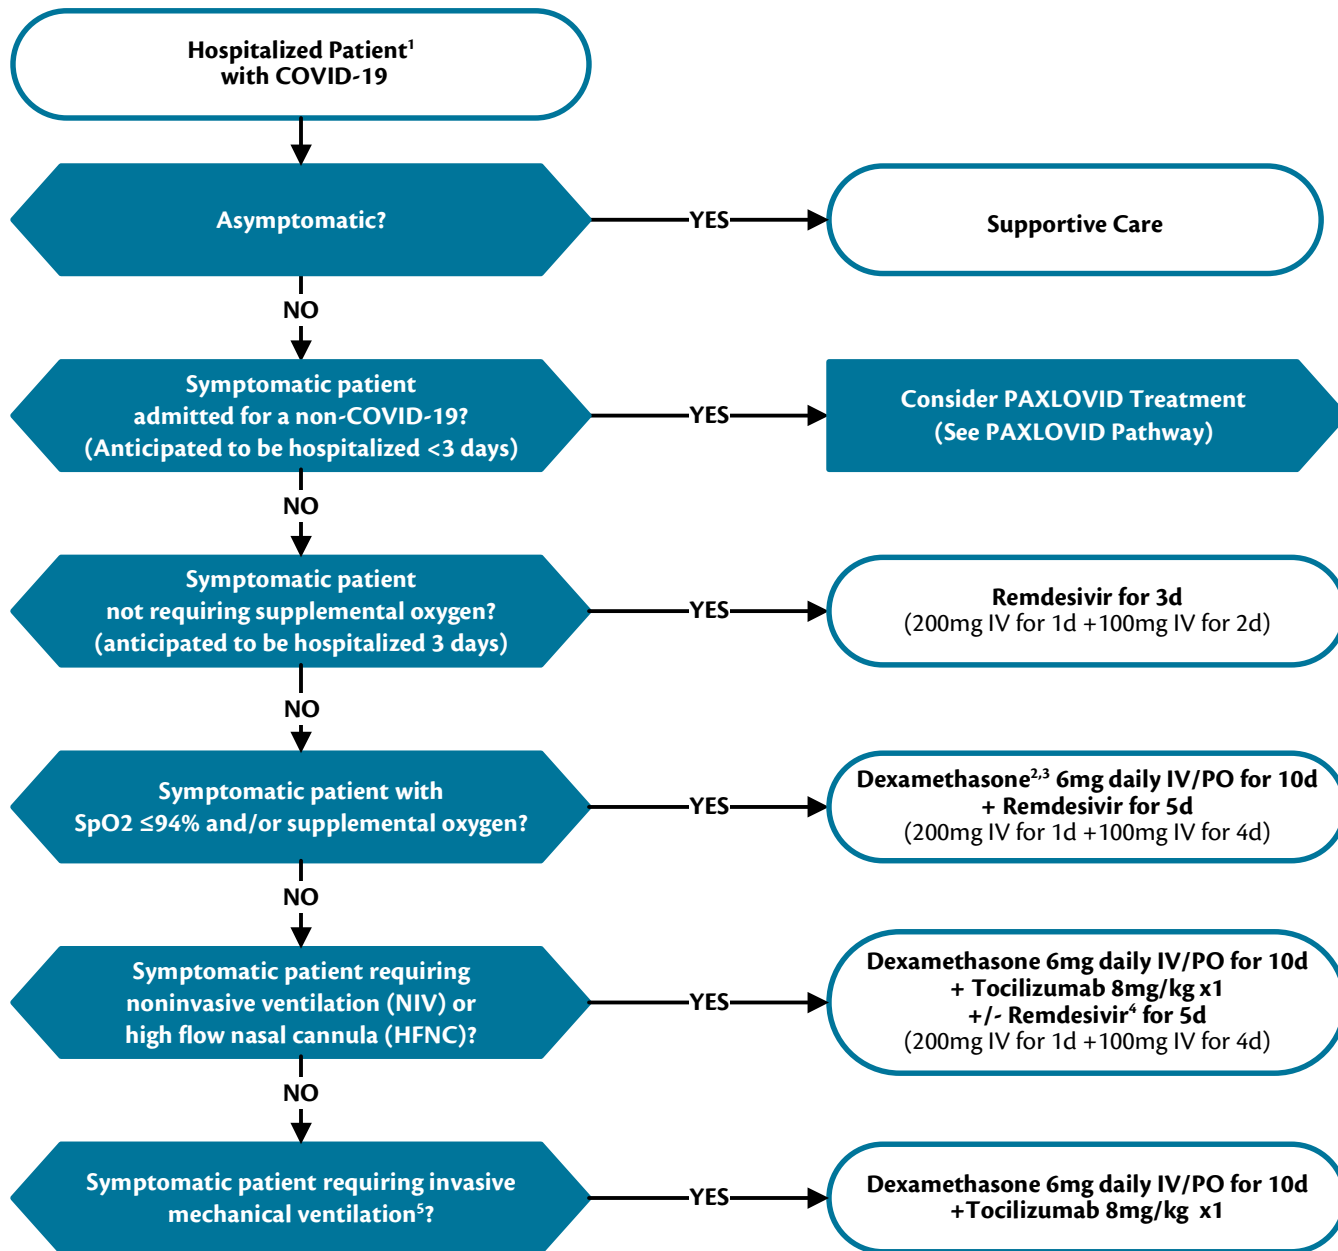 Hospitalized Patient¹
with COVID-19
Asymptomatic?
YES
Supportive Care
NO
Symptomatic patient
admitted for a non-COVID-19?
(Anticipated to be hospitalized <3 days)
YES
Consider PAXLOVID Treatment
(See PAXLOVID Pathway)
NO
Symptomatic patient
not requiring supplemental oxygen?
(anticipated to be hospitalized 3 days)
YES
Remdesivir for 3d
(200mg IV for 1d +100mg IV for 2d)
NO
Symptomatic patient with
SpO2 ≤94% and/or supplemental oxygen?
YES
Dexamethasone²,³ 6mg daily IV/PO for 10d
+ Remdesivir for 5d
(200mg IV for 1d +100mg IV for 4d)
NO
Symptomatic patient requiring
noninvasive ventilation (NIV) or
high flow nasal cannula (HFNC)?
YES
Dexamethasone 6mg daily IV/PO for 10d
+ Tocilizumab 8mg/kg x1
+/- Remdesivir⁴ for 5d
(200mg IV for 1d +100mg IV for 4d)
NO
Symptomatic patient requiring invasive
mechanical ventilation⁵?
YES
Dexamethasone 6mg daily IV/PO for 10d
+Tocilizumab 8mg/kg x1